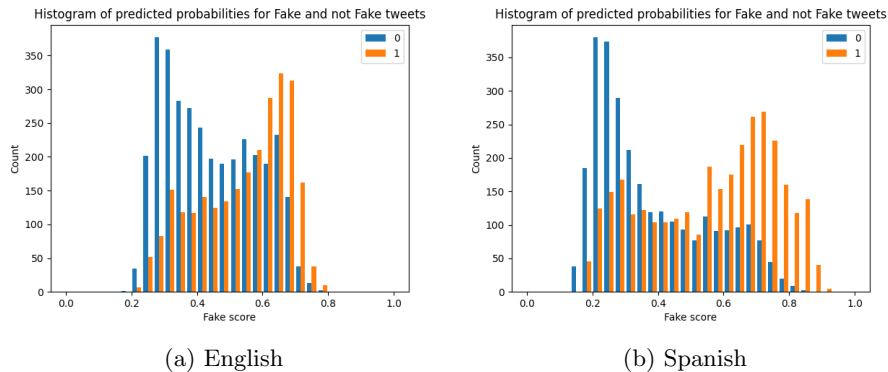 Histogram of predicted probabilities for Fake and not Fake tweets
0
1
350
300
250
200
150
100
50
0
Count
0.0 0.2 0.4 0.6 0.8 1.0
Fake score
(a) English
Histogram of predicted probabilities for Fake and not Fake tweets
0
1
350
300
250
200
150
100
50
0
Count
0.0 0.2 0.4 0.6 0.8 1.0
Fake score
(b) Spanish